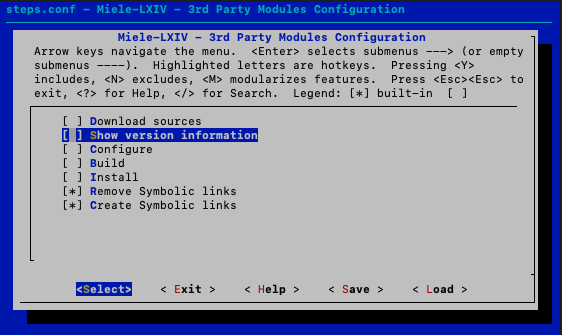 steps.conf - Miele-LXIV - 3rd Party Modules Configuration
Miele-LXIV - 3rd Party Modules Configuration
Arrow keys navigate the menu.  <Enter> selects submenus ---> (or empty
submenus ----).  Highlighted letters are hotkeys.  Pressing <Y>
includes, <N> excludes, <M> modularizes features.  Press <Esc><Esc> to
exit, <?> for Help, </> for Search.  Legend: [*] built-in  [ ]
[ ] Download sources
[ ] Show version information
[ ] Configure
[ ] Build
[ ] Install
[*] Remove Symbolic links
[*] Create Symbolic links
<Select>    < Exit >    < Help >    < Save >    < Load >